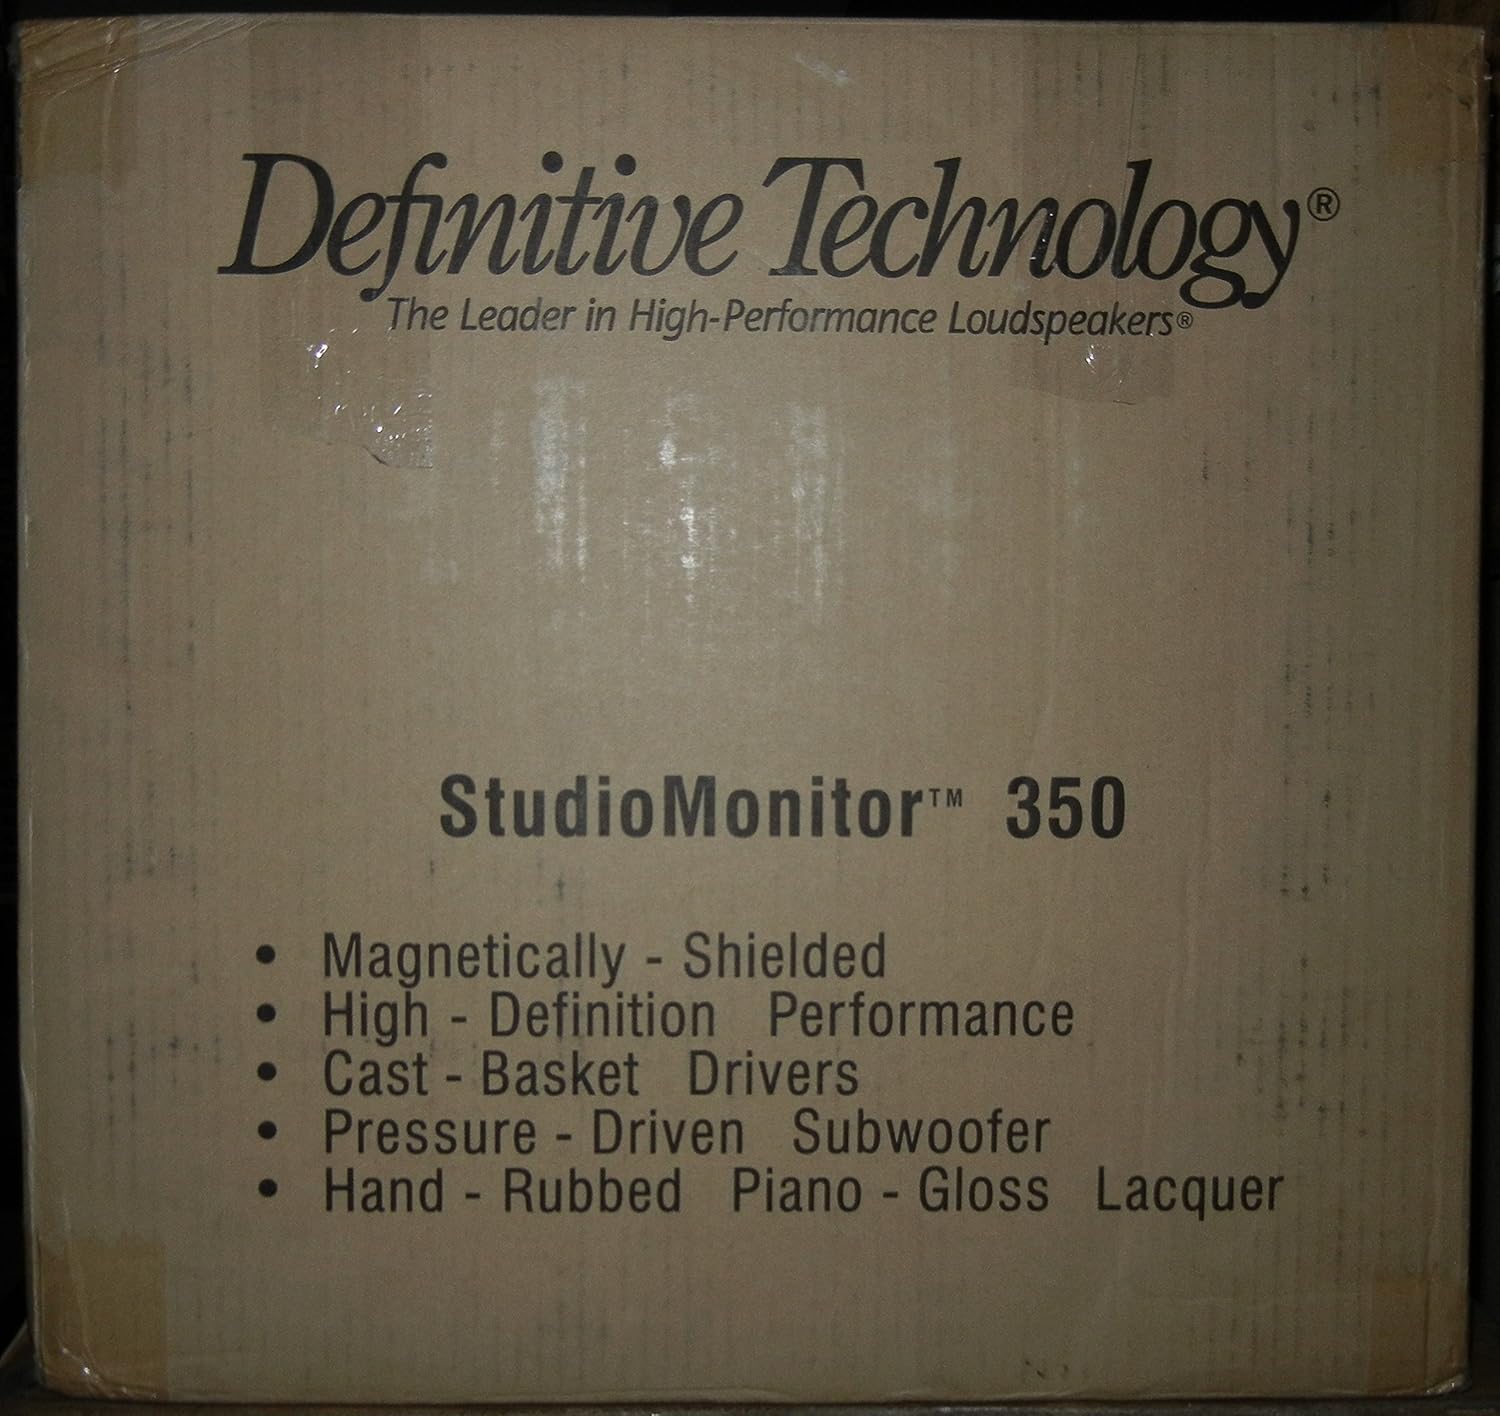 Definitive Technology®
The Leader in High-Performance Loudspeakers®
StudioMonitor™ 350
• Magnetically - Shielded
• High - Definition Performance
• Cast - Basket Drivers
• Pressure - Driven Subwoofer
• Hand - Rubbed Piano - Gloss Lacquer